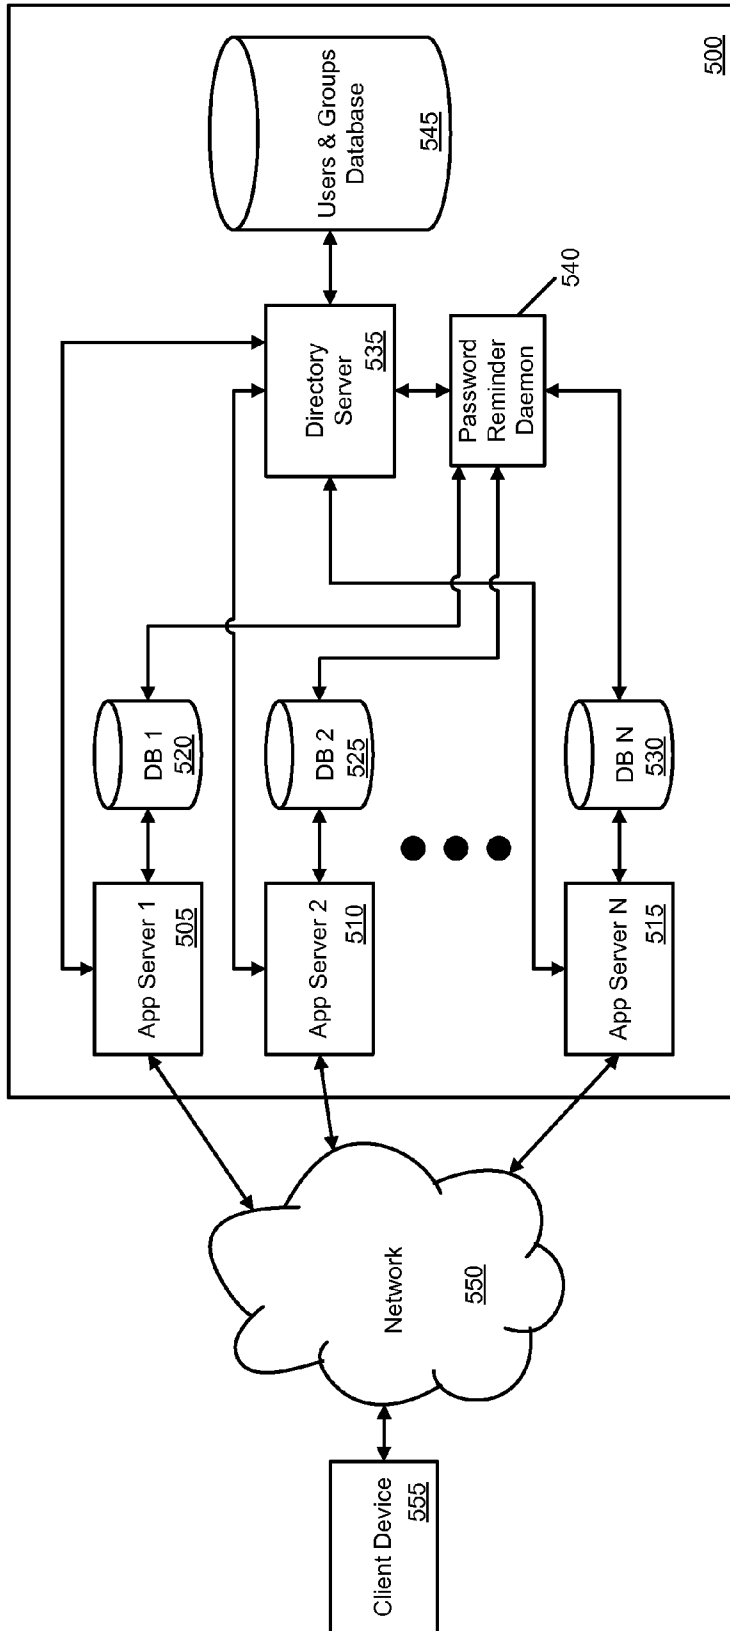 Client Device
555
Network
550
App Server 1
505
App Server 2
510
App Server N
515
DB 1
520
DB 2
525
DB N
530
Directory
Server
535
Password
Reminder
Daemon
540
Users & Groups
Database
545
500